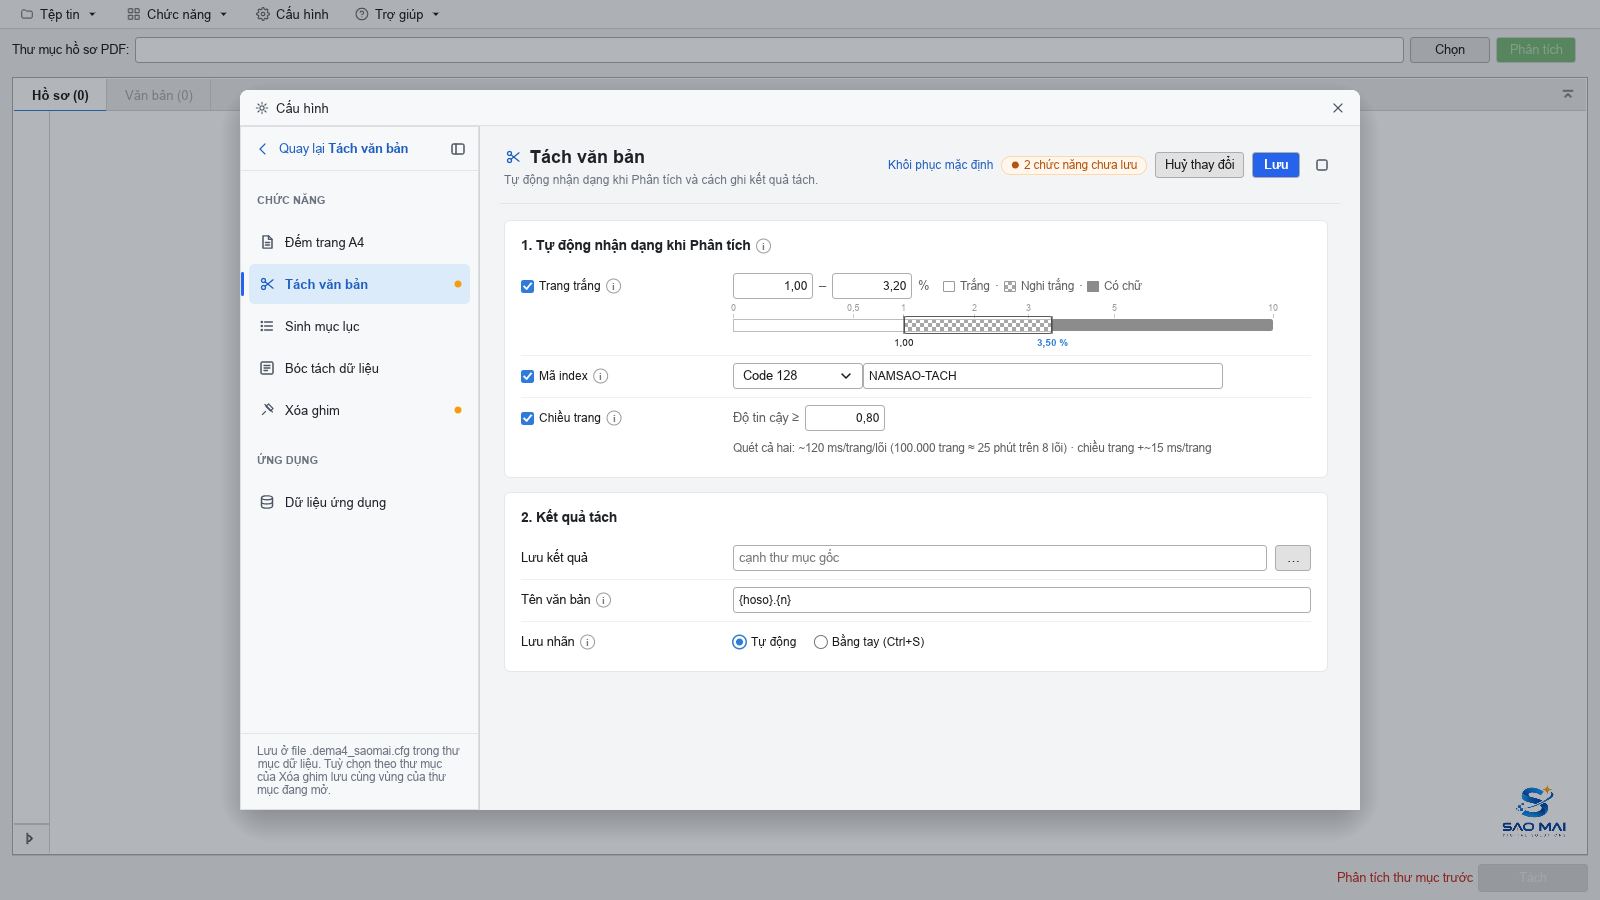 Tệp tin
Chức năng
Cấu hình
Trợ giúp
Thư mục hồ sơ PDF:
Chọn
Phân tích
Hồ sơ (0)
Văn bản (0)
Cấu hình
Quay lại Tách văn bản
CHỨC NĂNG
Đếm trang A4
Tách văn bản
Sinh mục lục
Bóc tách dữ liệu
Xóa ghim
ỨNG DỤNG
Dữ liệu ứng dụng
Lưu ở file .dema4_saomai.cfg trong thư
mục dữ liệu. Tuỳ chọn theo thư mục
của Xóa ghim lưu cùng vùng của thư
mục đang mở.
Tách văn bản
Tự động nhận dạng khi Phân tích và cách ghi kết quả tách.
Khôi phục mặc định
2 chức năng chưa lưu
Huỷ thay đổi
Lưu
1. Tự động nhận dạng khi Phân tích
Trang trắng
1,00 – 3,20 %
Trắng · Nghi trắng · Có chữ
0 0,5 1 2 3 5 10
1,00 3,50 %
Mã index
Code 128
NAMSAO-TACH
Chiều trang
Độ tin cậy ≥ 0,80
Quét cả hai: ~120 ms/trang/lõi (100.000 trang ≈ 25 phút trên 8 lõi) · chiều trang +~15 ms/trang
2. Kết quả tách
Lưu kết quả
cạnh thư mục gốc
...
Tên văn bản
{hoso}.{n}
Lưu nhãn
Tự động
Bằng tay (Ctrl+S)
SAO MAI
DIGITAL SOLUTIONS
Phân tích thư mục trước
Tách